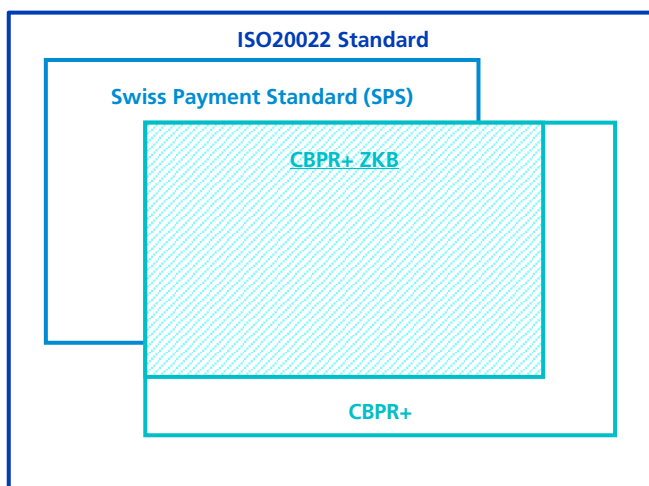 ISO20022 Standard
Swiss Payment Standard (SPS)
CBPR+ ZKB
CBPR+